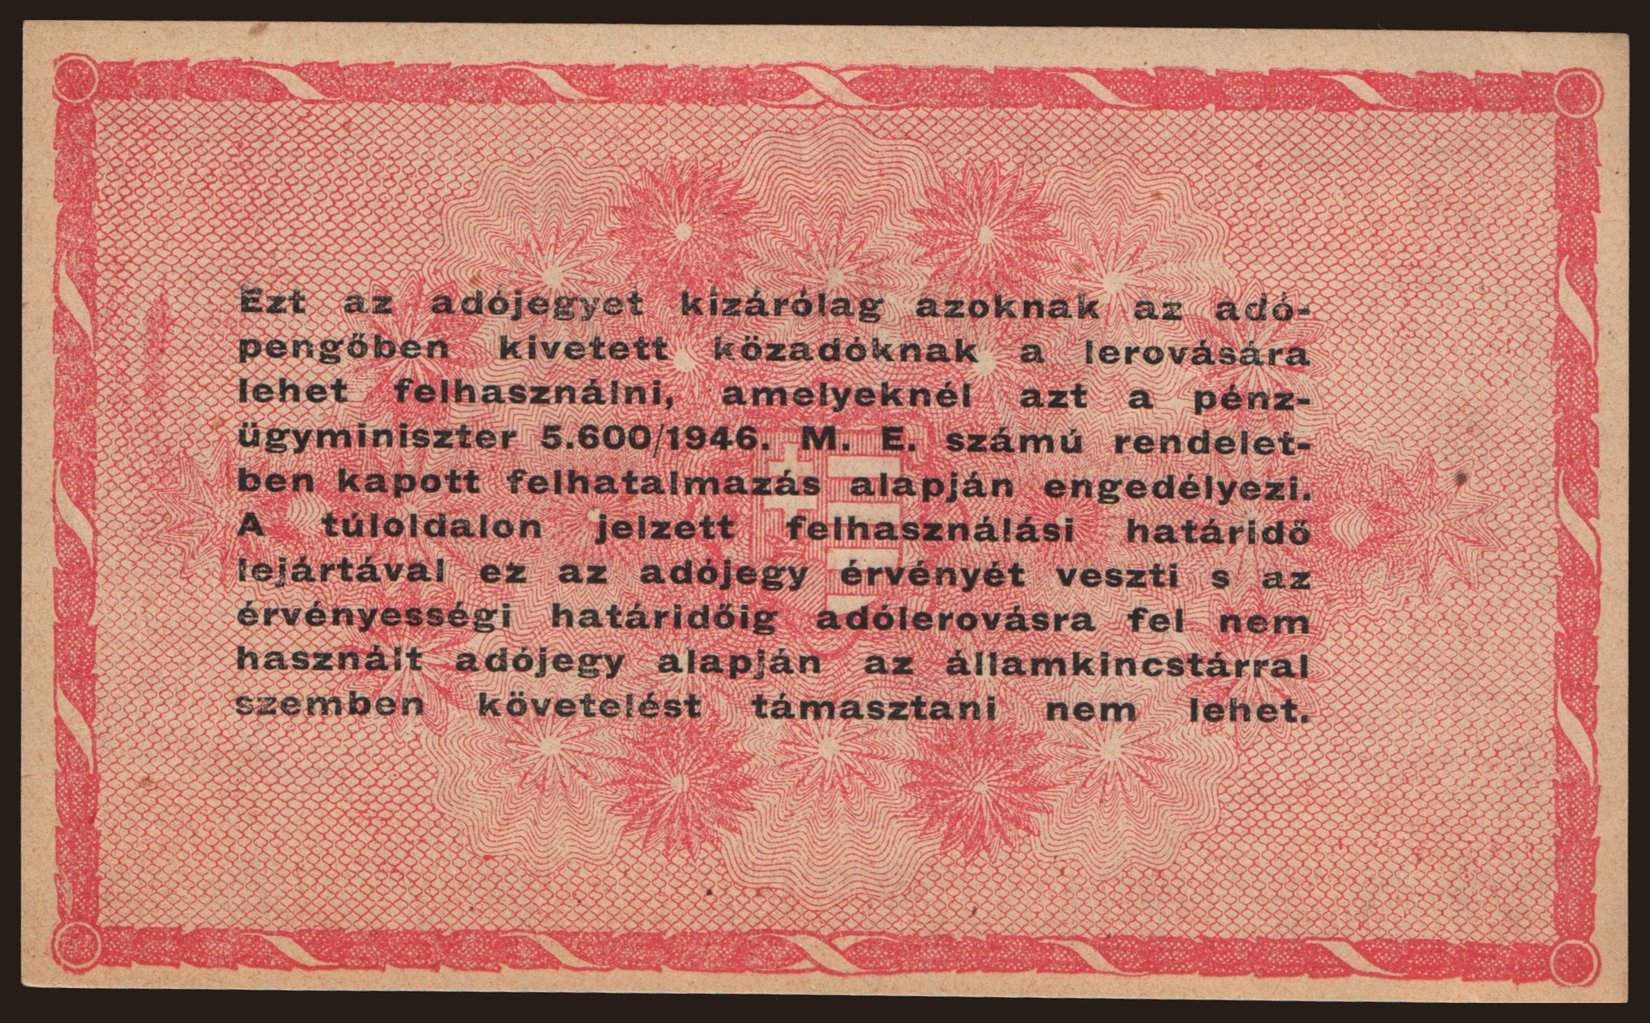 Ezt az adójegyet kizárólag azoknak az adó-
pengőben kivetett közadóknak a lerovására
lehet felhasználni, amelyeknél azt a pénz-
ügyminiszter 5.600/1946. M. E. számú rendelet-
ben kapott felhatalmazás alapján engedélyezi.
A túloldalon jelzett felhasználási határidő
lejártával ez az adójegy érvényét veszti s az
érvényességi határidőig adólerovásra fel nem
használt adójegy alapján az államkincstárral
szemben követelést támasztani nem lehet.